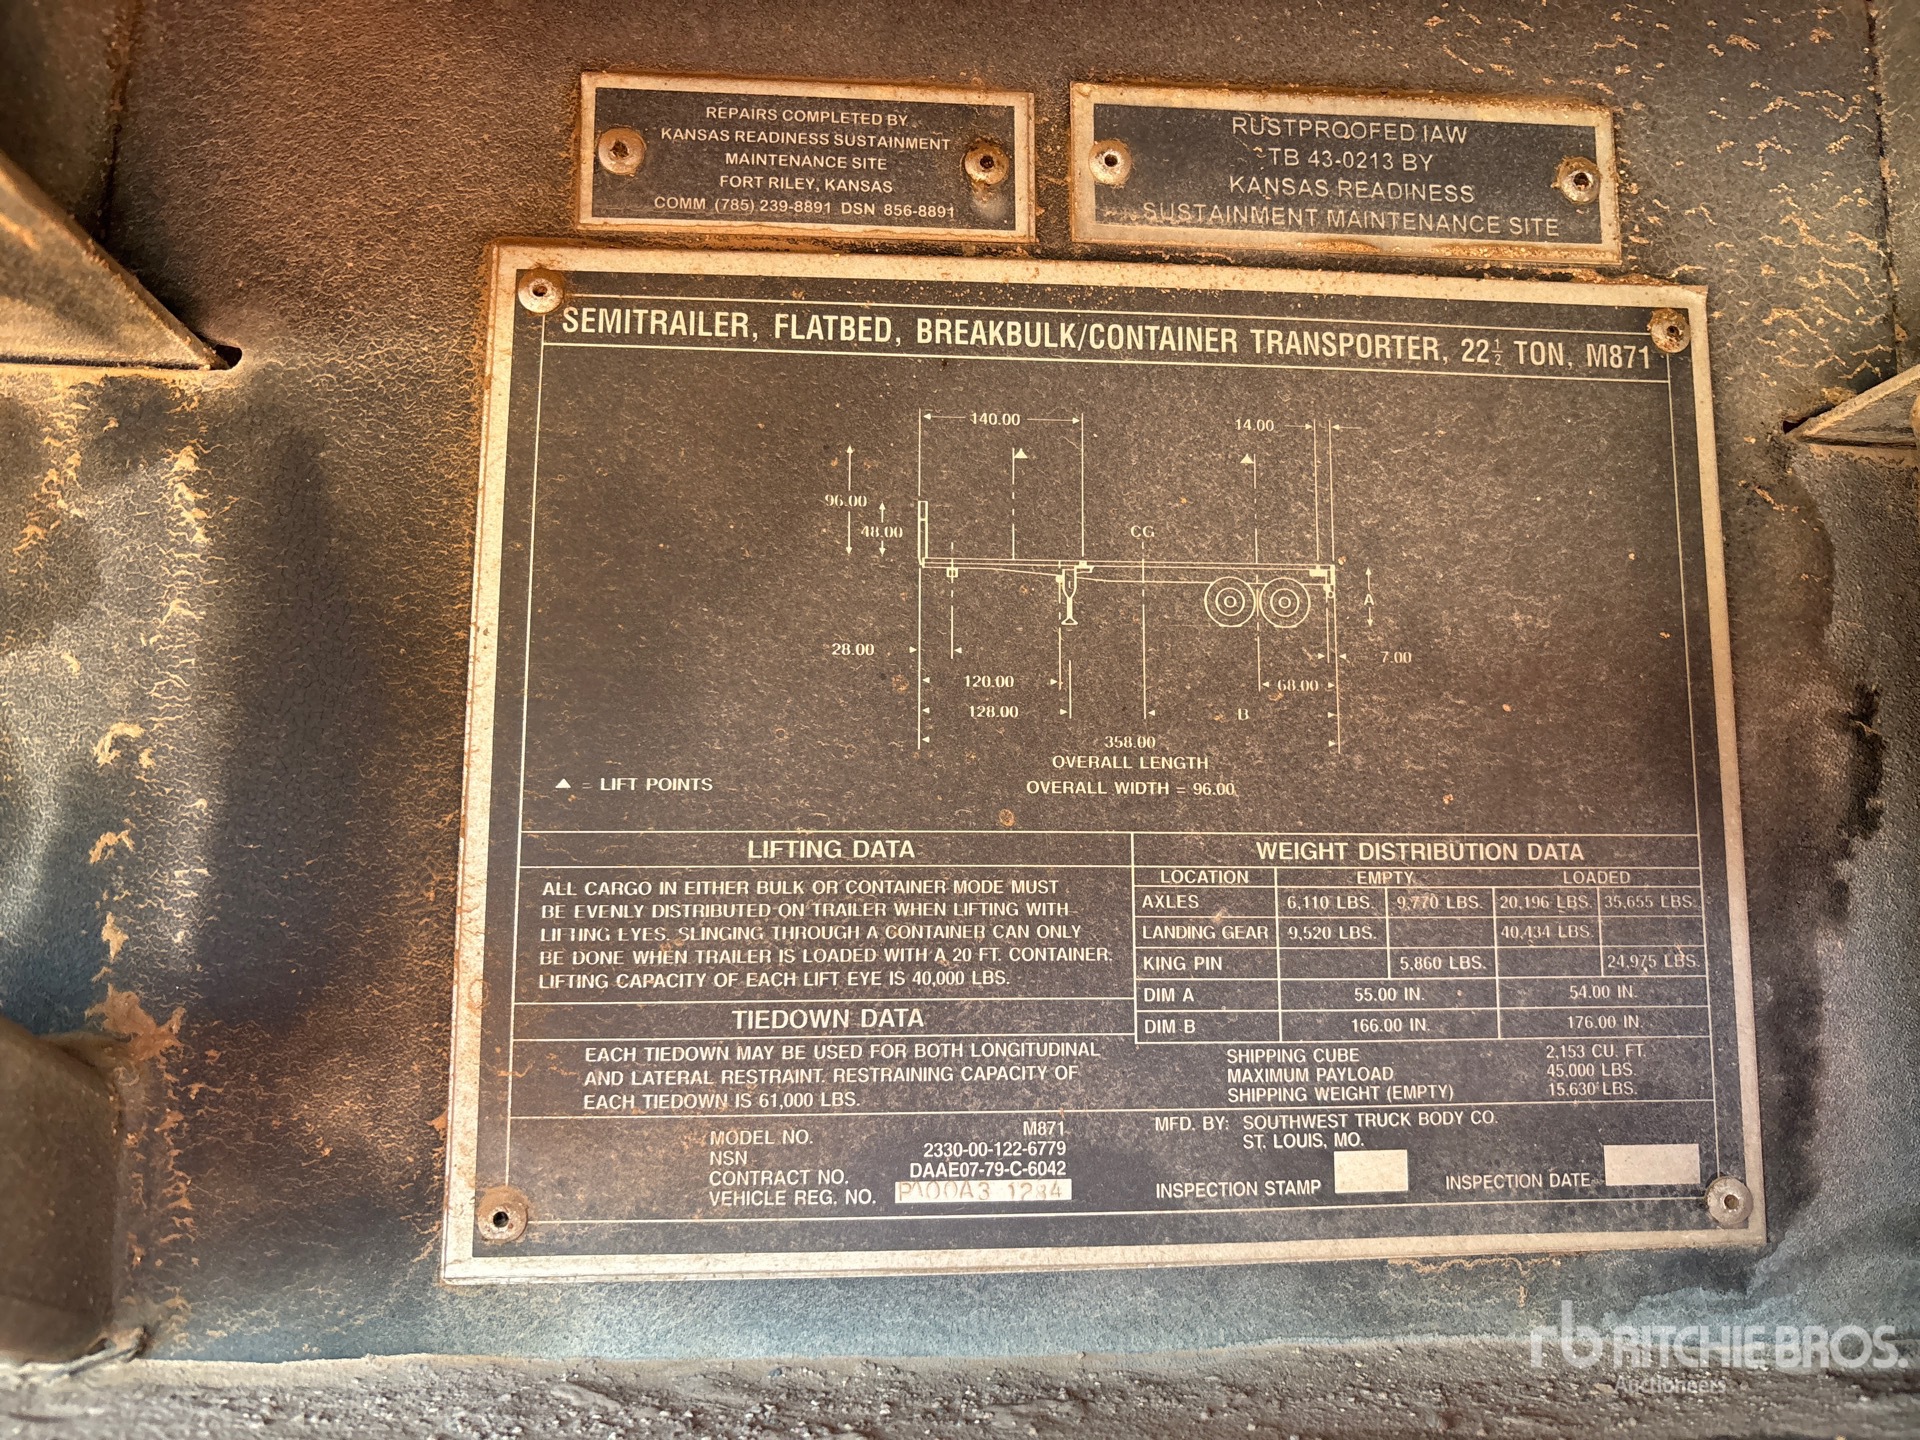 REPAIRS COMPLETED BY
KANSAS READINESS SUSTAINMENT
MAINTENANCE SITE
FORT RILEY, KANSAS
COMM (785) 239-8891 DSN 856-8891
RUSTPROOFED IAW
TB 43-0213 BY
KANSAS READINESS
SUSTAINMENT MAINTENANCE SITE
SEMITRAILER, FLATBED, BREAKBULK/CONTAINER TRANSPORTER, 22½ TON, M871
140.00 14.00
96.00
48.00
CG
A
28.00 7.00
120.00 68.00
128.00 B
358.00
OVERALL LENGTH
▲ = LIFT POINTS OVERALL WIDTH = 96.00
LIFTING DATA
ALL CARGO IN EITHER BULK OR CONTAINER MODE MUST
BE EVENLY DISTRIBUTED ON TRAILER WHEN LIFTING WITH
LIFTING EYES. SLINGING THROUGH A CONTAINER CAN ONLY
BE DONE WHEN TRAILER IS LOADED WITH A 20 FT. CONTAINER.
LIFTING CAPACITY OF EACH LIFT EYE IS 40,000 LBS.
TIEDOWN DATA
EACH TIEDOWN MAY BE USED FOR BOTH LONGITUDINAL
AND LATERAL RESTRAINT. RESTRAINING CAPACITY OF
EACH TIEDOWN IS 61,000 LBS.
WEIGHT DISTRIBUTION DATA
LOCATION EMPTY LOADED
AXLES 6,110 LBS. 9,770 LBS. 20,196 LBS. 35,655 LBS.
LANDING GEAR 9,520 LBS. 40,434 LBS.
KING PIN 5,860 LBS. 24,975 LBS.
DIM A 55.00 IN. 54.00 IN.
DIM B 166.00 IN. 176.00 IN.
SHIPPING CUBE 2,153 CU. FT.
MAXIMUM PAYLOAD 45,000 LBS.
SHIPPING WEIGHT (EMPTY) 15,630 LBS.
MODEL NO. M871
NSN 2330-00-122-6779
CONTRACT NO. DAAE07-79-C-6042
VEHICLE REG. NO.
MFD. BY: SOUTHWEST TRUCK BODY CO.
ST. LOUIS, MO.
INSPECTION STAMP INSPECTION DATE
rb RITCHIE BROS.
Auctioneers